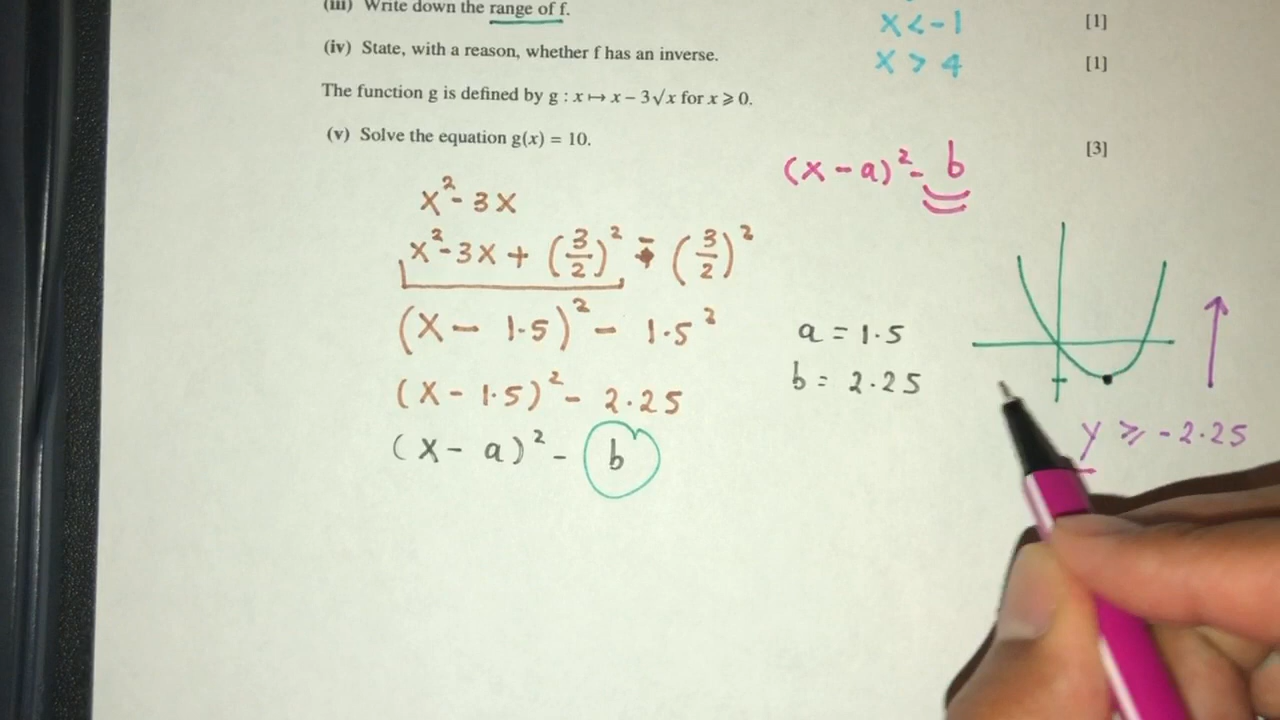 (iii) Write down the range of f. [1]
x < -1
(iv) State, with a reason, whether f has an inverse. [1]
x > 4
The function g is defined by g : x ↦ x − 3√x for x ⩾ 0.
(v) Solve the equation g(x) = 10. [3]
(x - a)² - b
x² - 3x
x² - 3x + (3/2)² - (3/2)²
(x - 1.5)² - 1.5²
a = 1.5
(x - 1.5)² - 2.25
b = 2.25
y ⩾ -2.25
(x - a)² - b